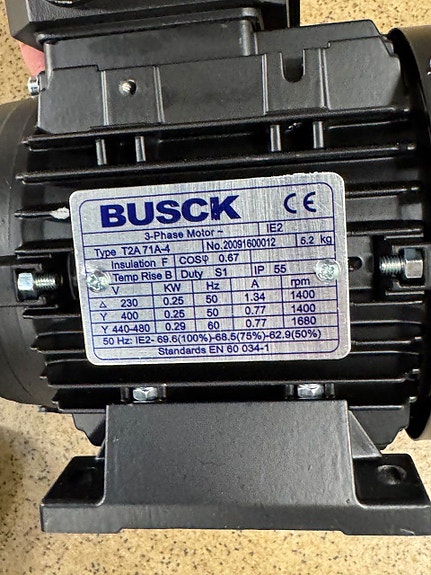 BUSCK CE
3-Phase Motor ~ IE2
Type T2A 71A-4 No.20091600012 5.2 kg
Insulation F COSφ 0.67
Temp Rise B Duty S1 IP 55
V KW Hz A rpm
△ 230 0.25 50 1.34 1400
Y 400 0.25 50 0.77 1400
Y 440-480 0.29 60 0.77 1680
50 Hz: IE2- 69.6(100%)-68.5(75%)-62.9(50%)
Standards EN 60 034-1